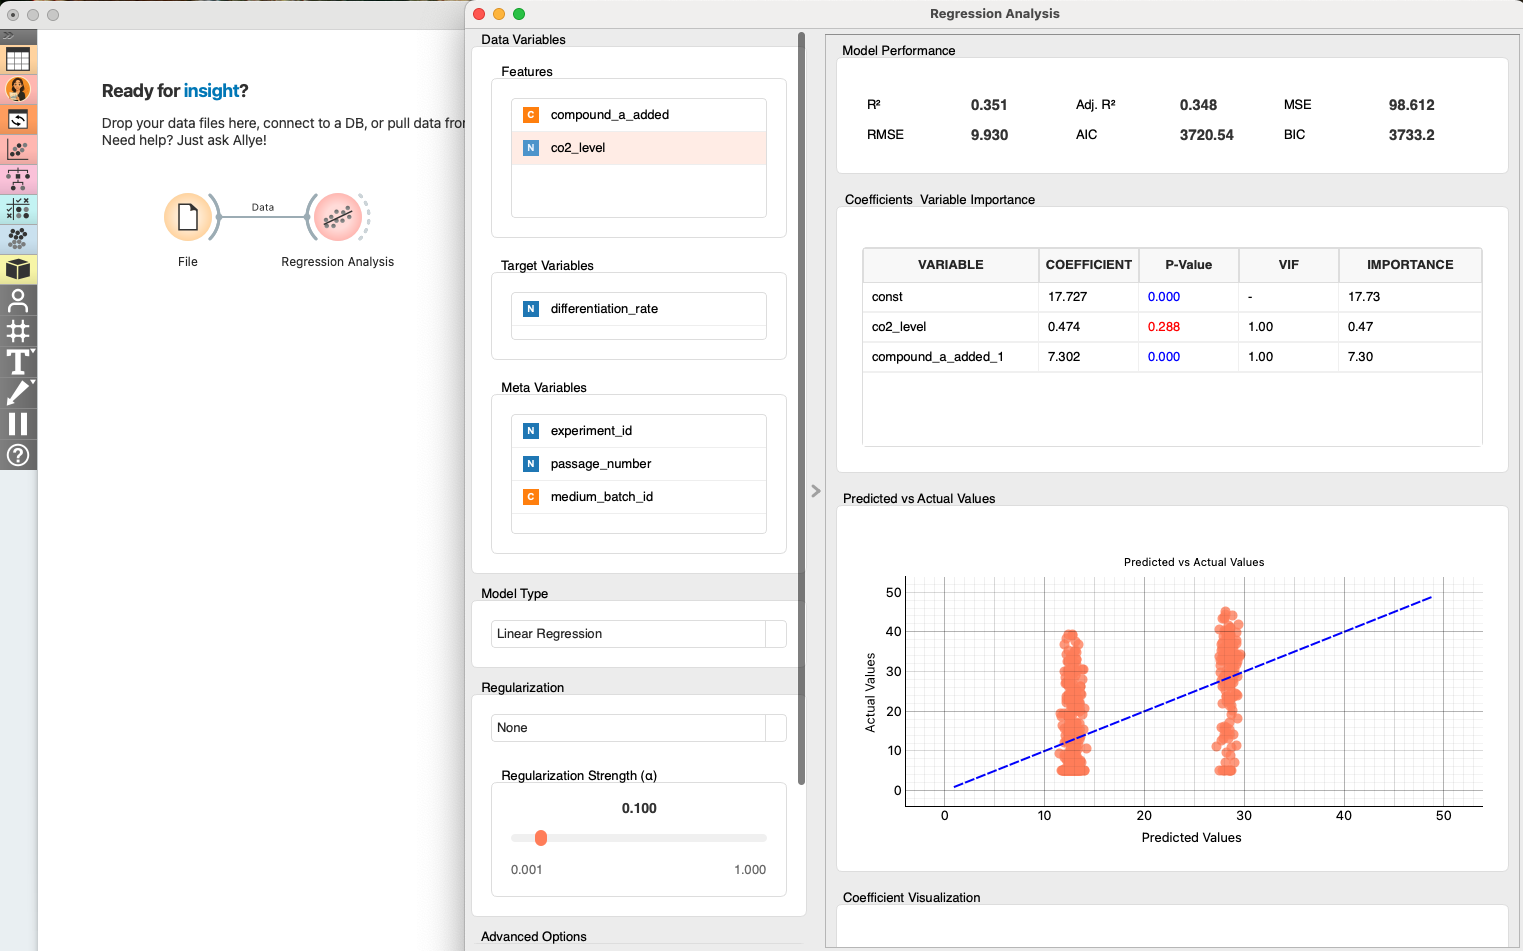 Regression Analysis
Ready for insight?
Drop your data files here, connect to a DB, or pull data from
Need help? Just ask Allye!
Data
File
Regression Analysis
T
Data Variables
Features
C compound_a_added
N co2_level
Target Variables
N differentiation_rate
Meta Variables
N experiment_id
N passage_number
C medium_batch_id
Model Type
Linear Regression
Regularization
None
Regularization Strength (α)
0.100
0.001 1.000
Advanced Options
Model Performance
R² 0.351 Adj. R² 0.348 MSE 98.612
RMSE 9.930 AIC 3720.54 BIC 3733.2
Coefficients Variable Importance
VARIABLE COEFFICIENT P-Value VIF IMPORTANCE
const 17.727 0.000 - 17.73
co2_level 0.474 0.288 1.00 0.47
compound_a_added_1 7.302 0.000 1.00 7.30
Predicted vs Actual Values
Predicted vs Actual Values
Actual Values
50
40
30
20
10
0
0 10 20 30 40 50
Predicted Values
Coefficient Visualization